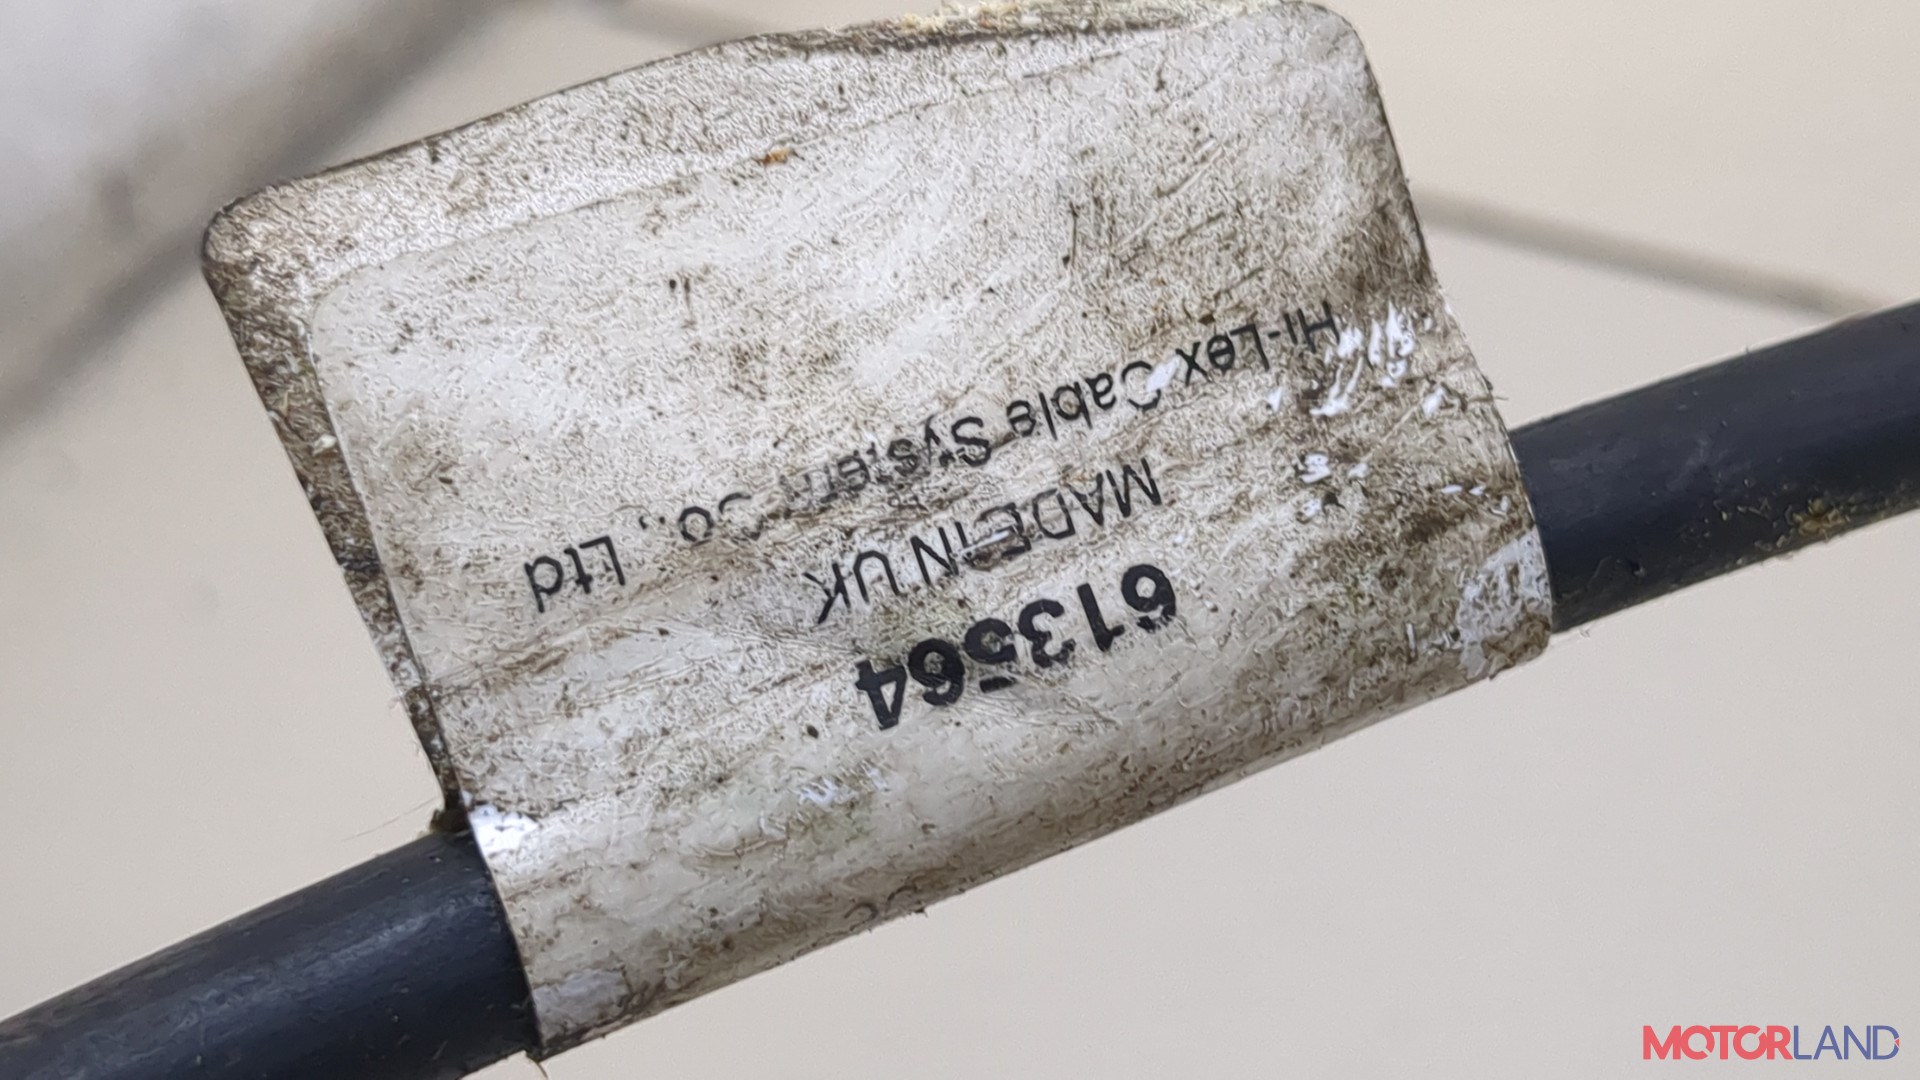 Hi-Lex Cable System Co., Ltd
MADE IN UK
613564
MOTORLAND